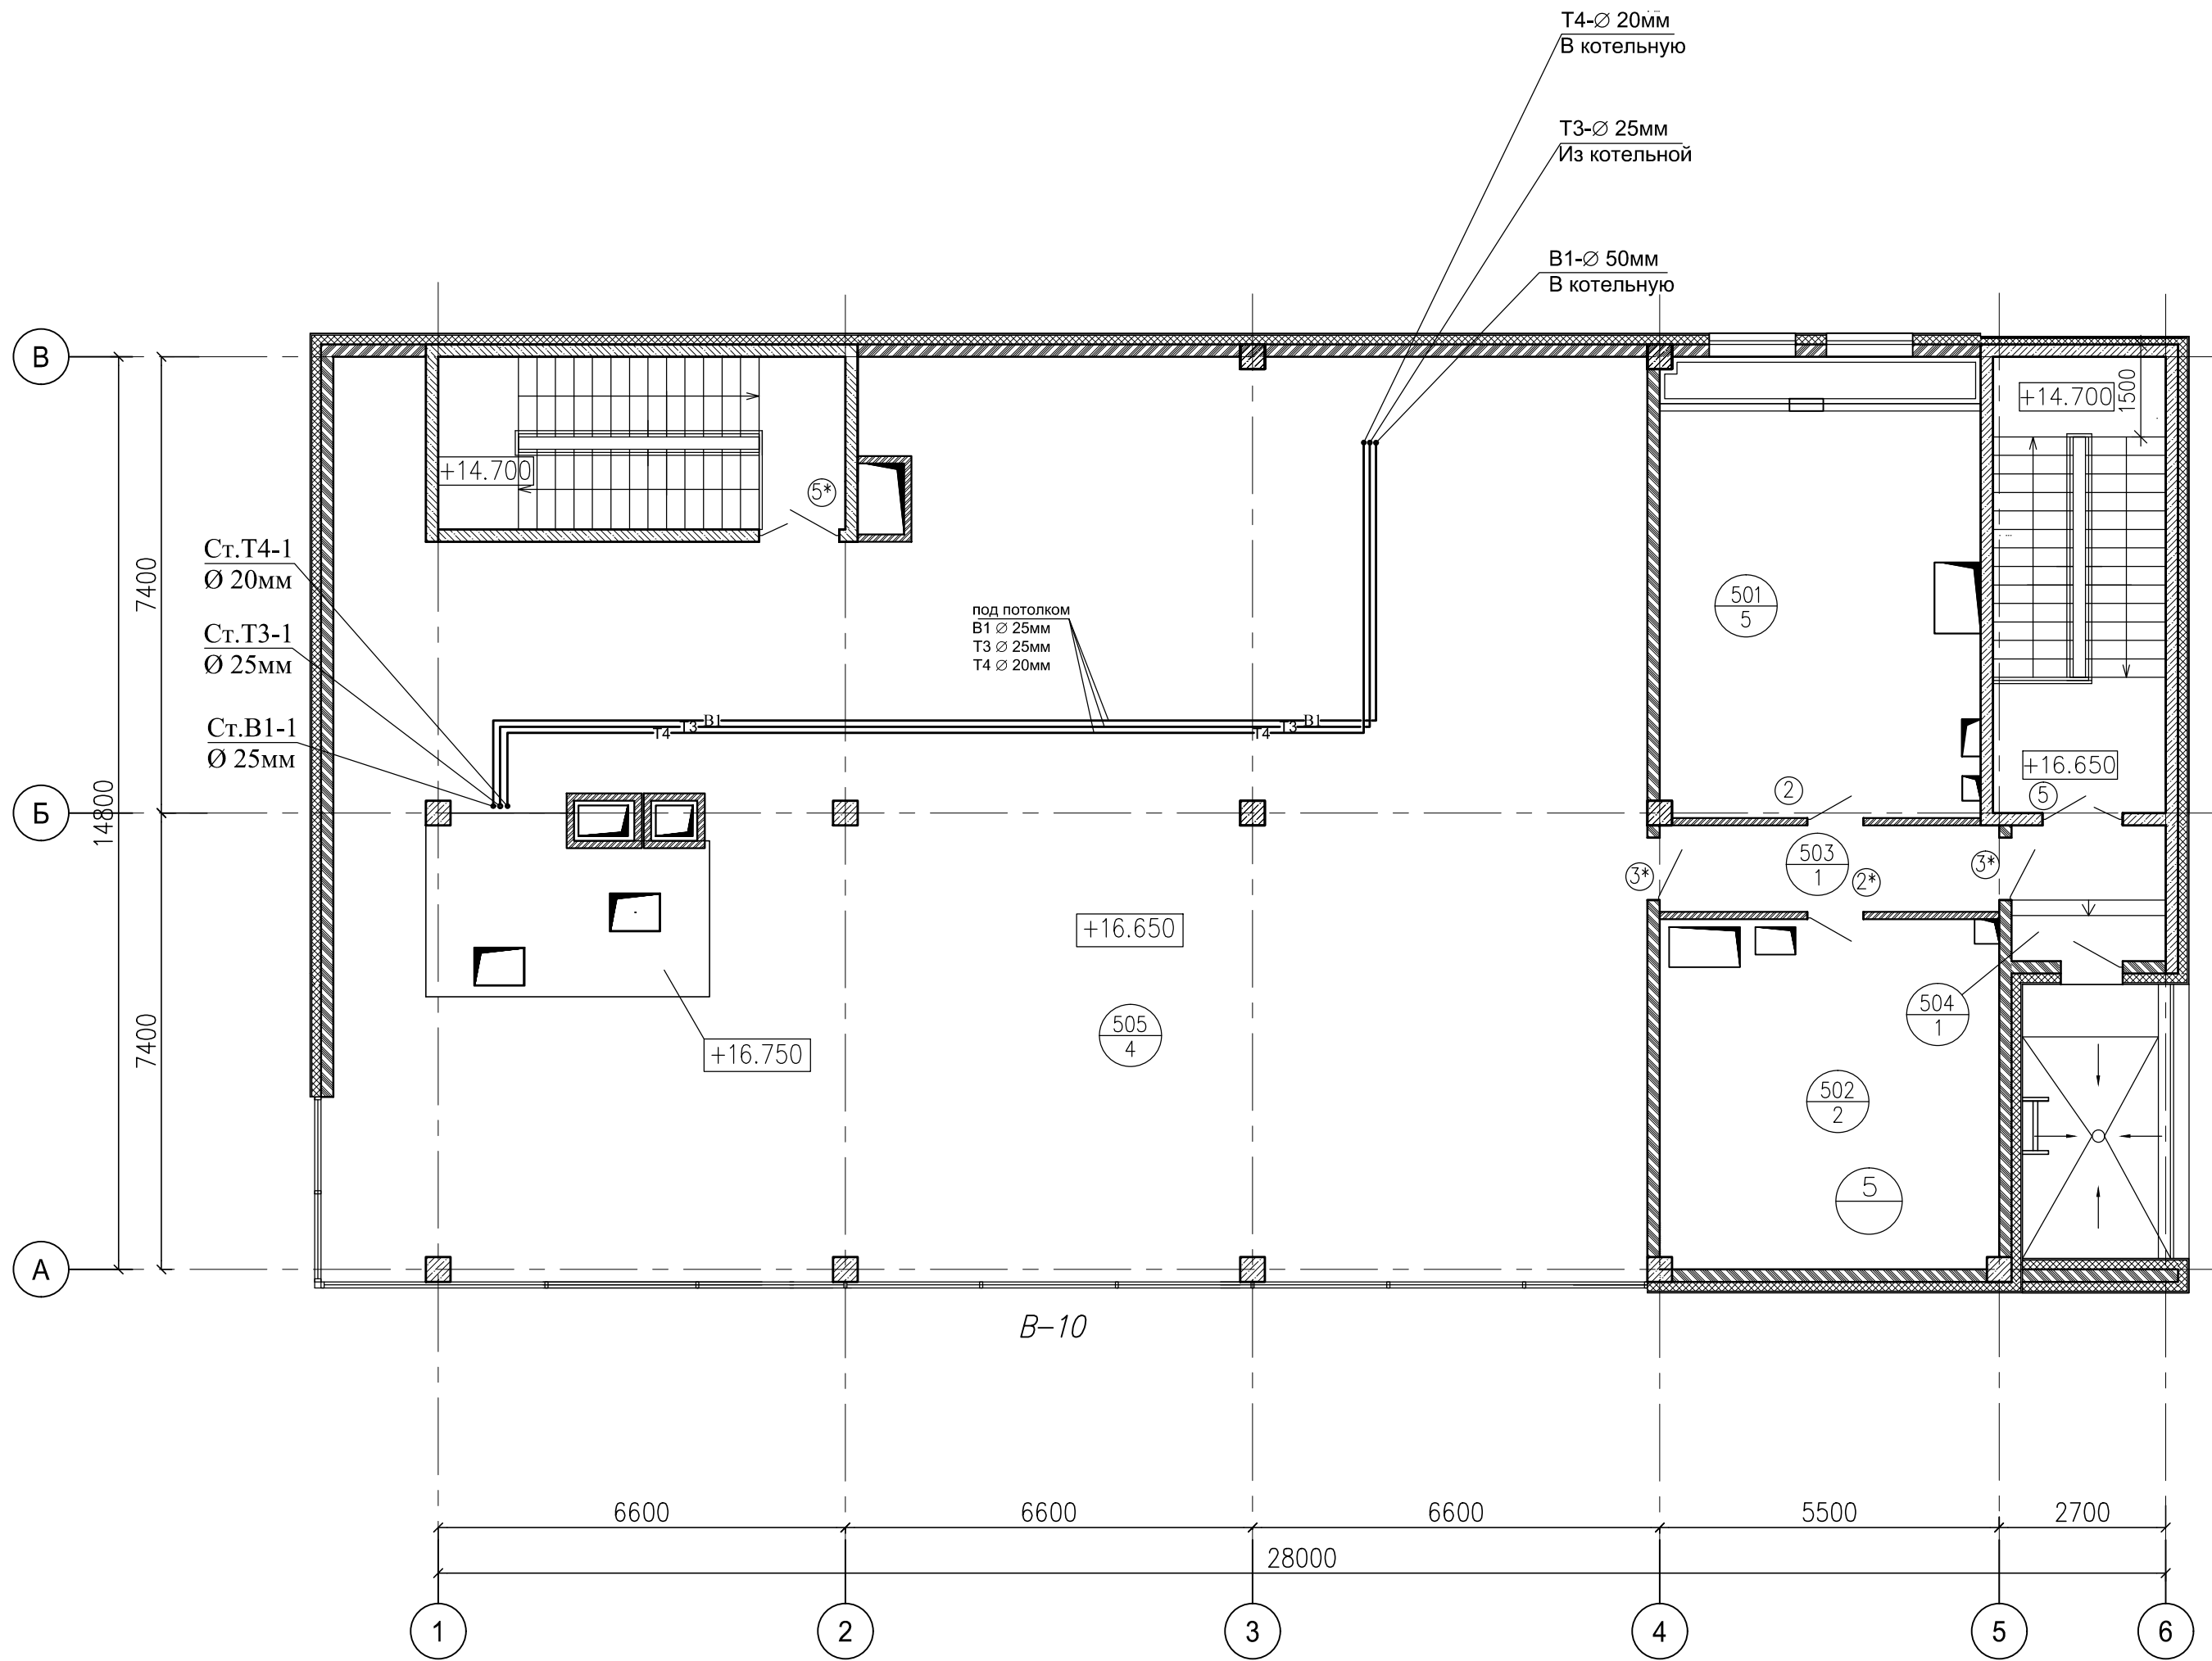 Т4-∅ 20мм
В котельную
Т3-∅ 25мм
Из котельной
В1-∅ 50мм
В котельную
В
+14.700
1500
+14.700
5*
Ст.Т4-1
Ø 20мм
7400
под потолком
В1 ∅ 25мм
Т3 ∅ 25мм
Т4 ∅ 20мм
501
5
Ст.Т3-1
Ø 25мм
Ст.В1-1
Ø 25мм
В1
Т3
Т4
В1
Т3
Т4
+16.650
2
5
Б
14800
503
1
3*
2*
3*
+16.650
504
1
505
4
+16.750
7400
502
2
5
А
В-10
6600
6600
6600
5500
2700
28000
1
2
3
4
5
6